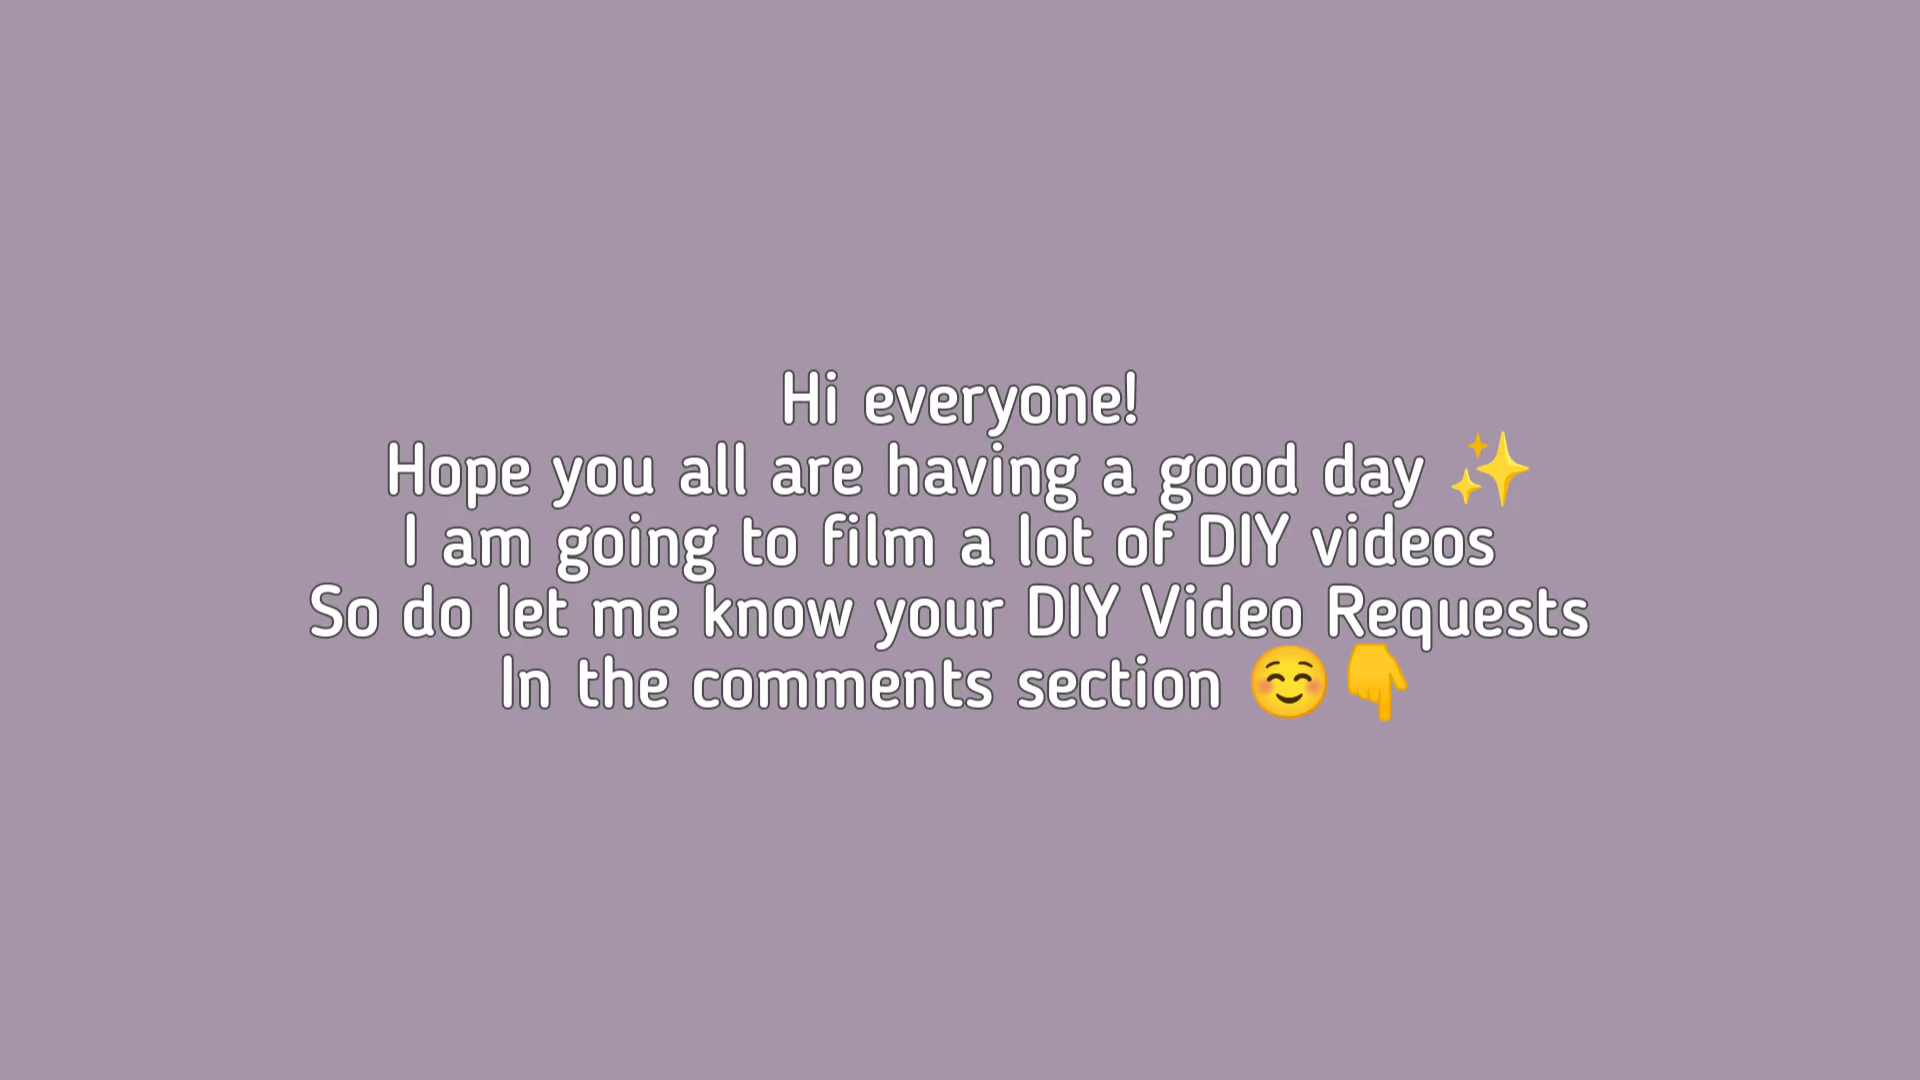 Hi everyone!
Hope you all are having a good day ✨
I am going to film a lot of DIY videos
So do let me know your DIY Video Requests
In the comments section ☺️👇